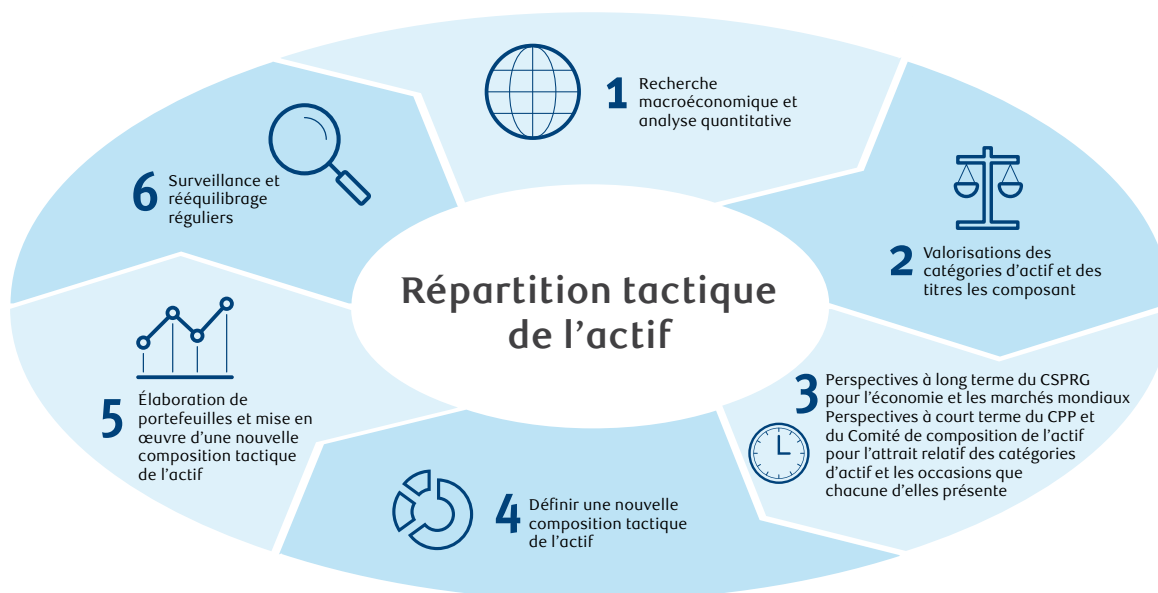 Répartition tactique
de l'actif
1 Recherche
macroéconomique et
analyse quantitative
2 Valorisations des
catégories d'actif et des
titres les composant
3 Perspectives à long terme du CSPRG
pour l'économie et les marchés mondiaux
Perspectives à court terme du CPP et
du Comité de composition de l'actif
pour l'attrait relatif des catégories
d'actif et les occasions que
chacune d'elles présente
4 Définir une nouvelle
composition tactique
de l'actif
5 Élaboration de
portefeuilles et mise en
œuvre d'une nouvelle
composition tactique
de l'actif
6 Surveillance et
rééquilibrage
réguliers